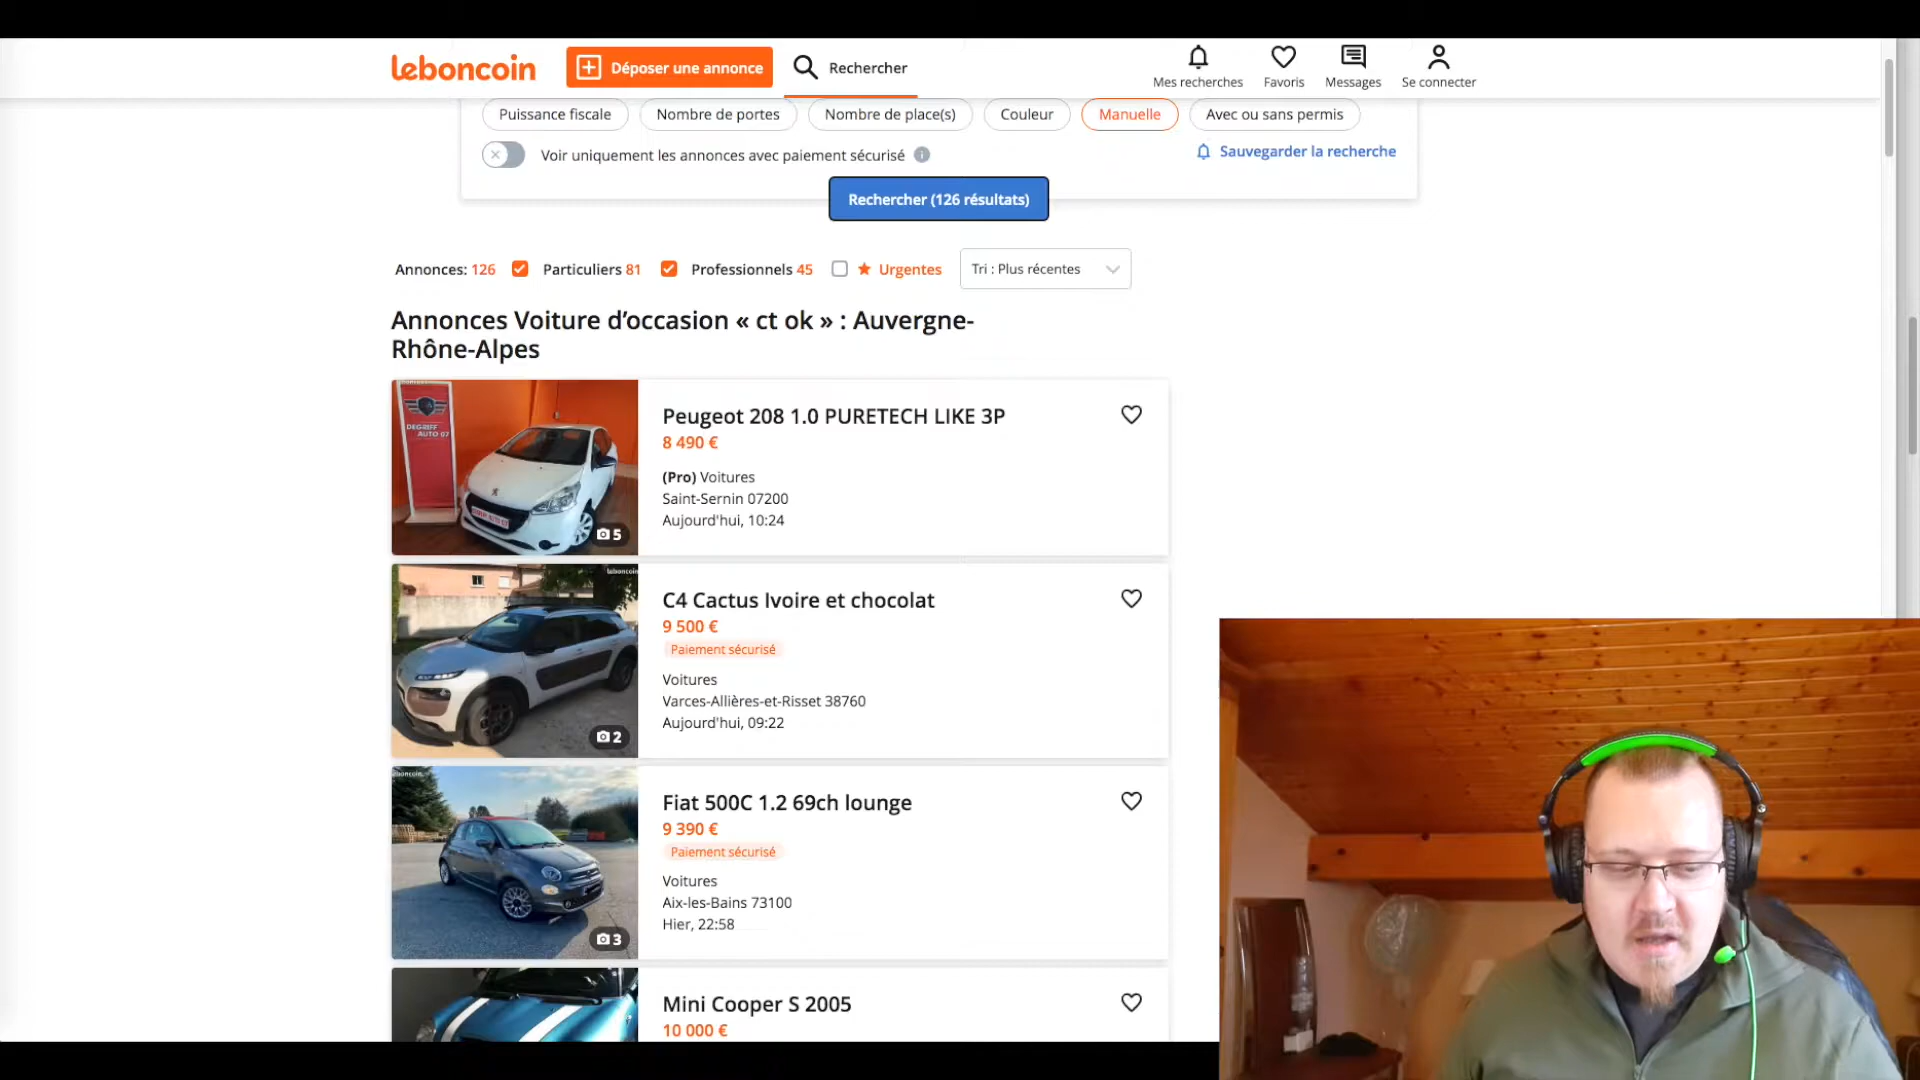 leboncoin
Déposer une annonce
Rechercher
Mes recherches
Favoris
Messages
Se connecter
Puissance fiscale
Nombre de portes
Nombre de place(s)
Couleur
Manuelle
Avec ou sans permis
Voir uniquement les annonces avec paiement sécurisé
Sauvegarder la recherche
Rechercher (126 résultats)
Annonces: 126
Particuliers 81
Professionnels 45
Urgentes
Tri : Plus récentes
Annonces Voiture d’occasion « ct ok » : Auvergne-
Rhône-Alpes
DEGRIFF
AUTO 07
5
Peugeot 208 1.0 PURETECH LIKE 3P
8 490 €
(Pro) Voitures
Saint-Sernin 07200
Aujourd'hui, 10:24
leboncoin
2
C4 Cactus Ivoire et chocolat
9 500 €
Paiement sécurisé
Voitures
Varces-Allières-et-Risset 38760
Aujourd'hui, 09:22
leboncoin
3
Fiat 500C 1.2 69ch lounge
9 390 €
Paiement sécurisé
Voitures
Aix-les-Bains 73100
Hier, 22:58
Mini Cooper S 2005
10 000 €